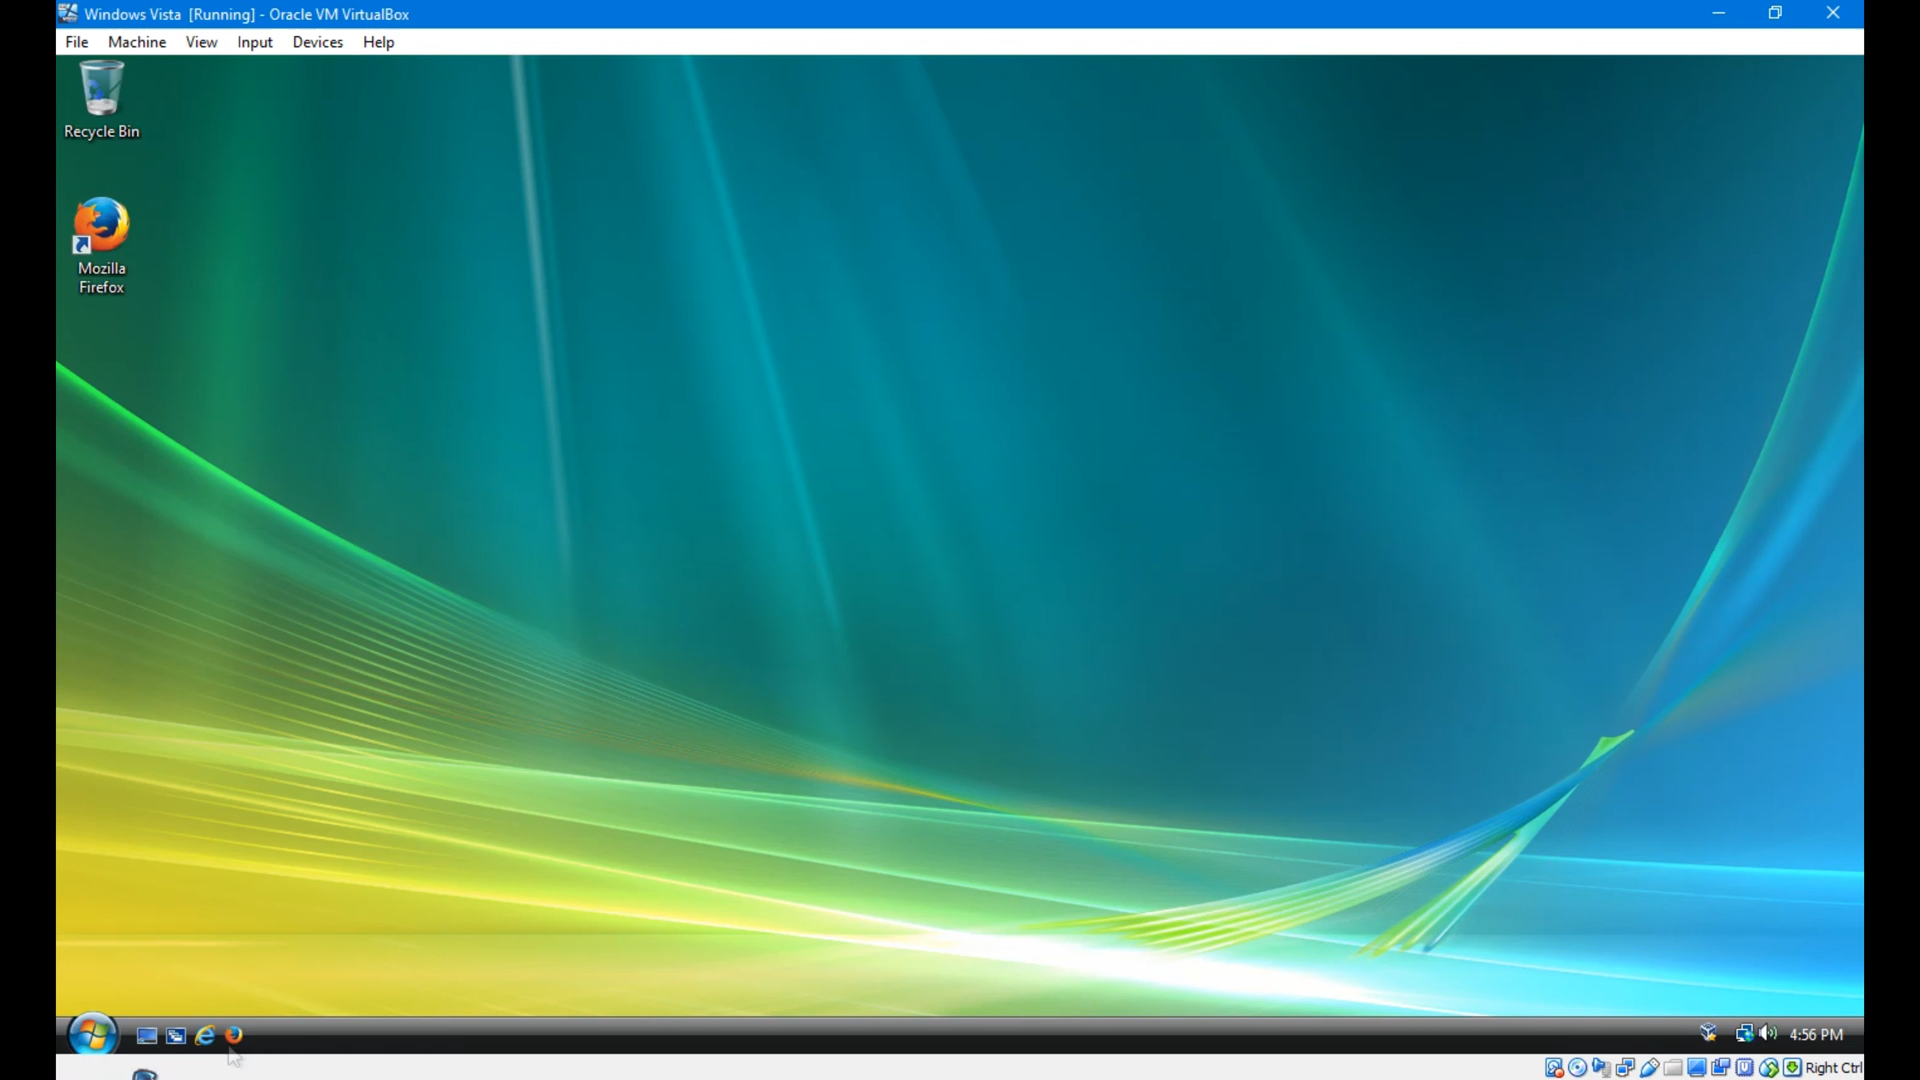 Windows Vista [Running] - Oracle VM VirtualBox
File Machine View Input Devices Help
Recycle Bin
Mozilla
Firefox
4:56 PM
Right Ctrl